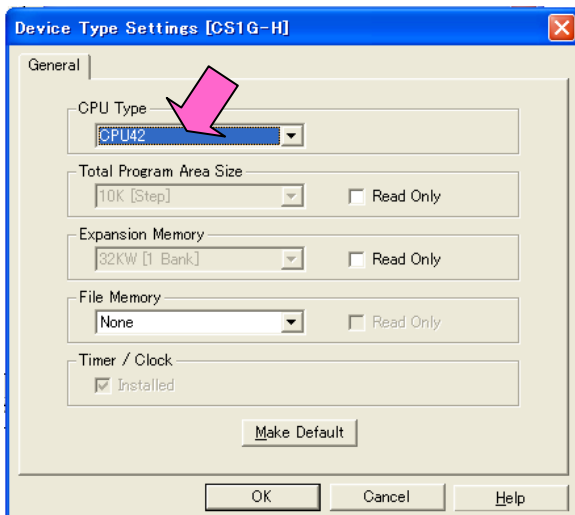 Device Type Settings [CS1G-H]
General
CPU Type
CPU42
Total Program Area Size
10K [Step]
Read Only
Expansion Memory
32KW [1 Bank]
Read Only
File Memory
None
Read Only
Timer / Clock
Installed
Make Default
OK Cancel Help